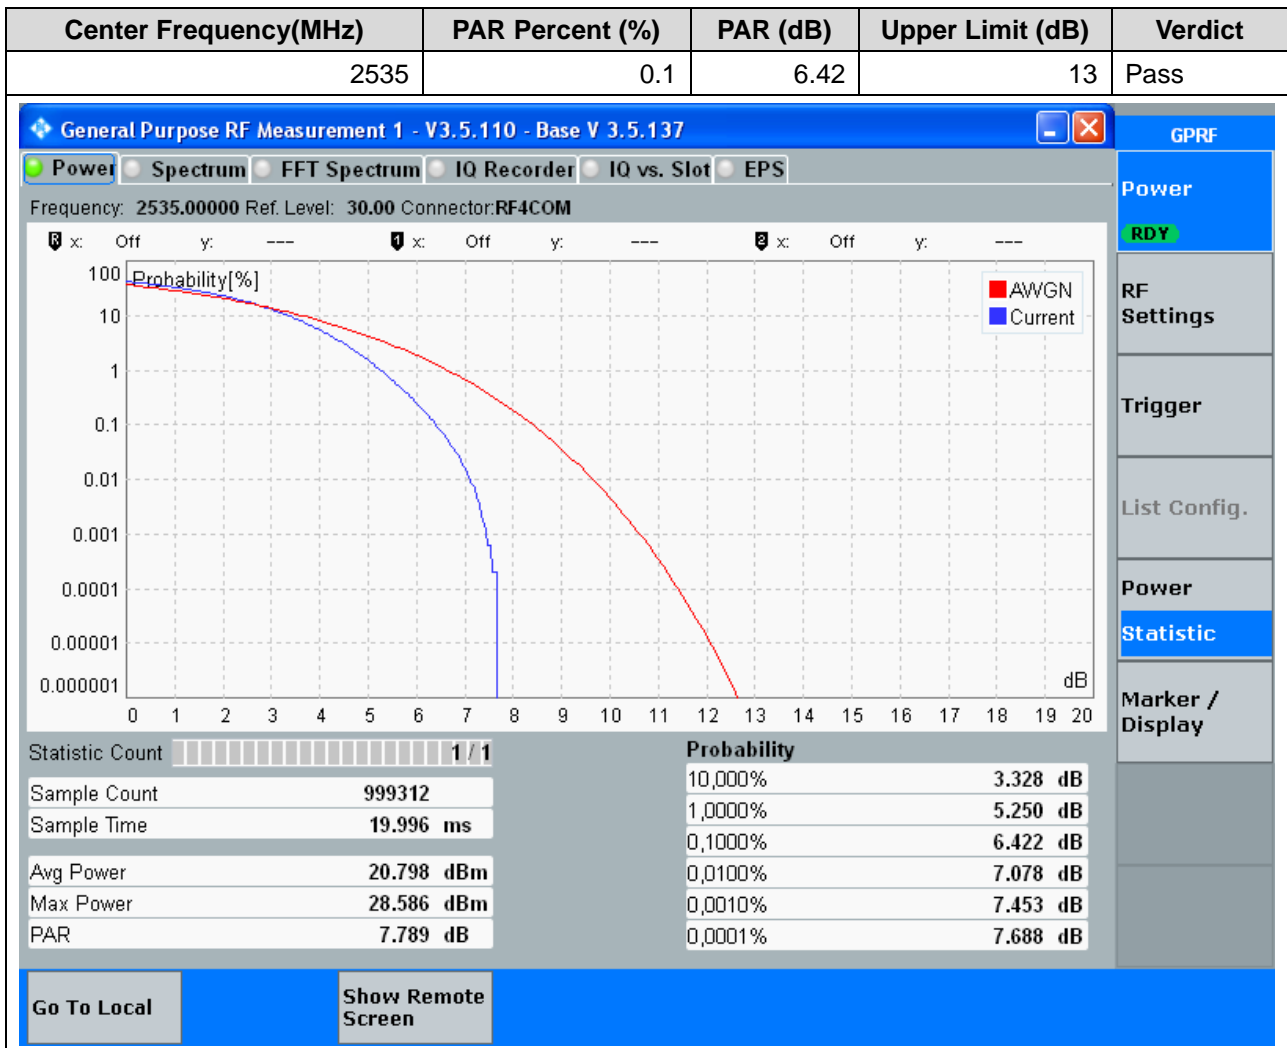 Center Frequency(MHz) PAR Percent (%) PAR (dB) Upper Limit (dB) Verdict
2535 0.1 6.42 13 Pass
General Purpose RF Measurement 1 - V3.5.110 - Base V 3.5.137
GPRF
Power Spectrum FFT Spectrum IQ Recorder IQ vs. Slot EPS
Frequency: 2535.00000 Ref. Level: 30.00 Connector:RF4COM
R x: Off y: --- 1 x: Off y: --- 2 x: Off y: ---
Probability[%]
100
10
1
0.1
0.01
0.001
0.0001
0.00001
0.000001
AWGN
Current
dB
0 1 2 3 4 5 6 7 8 9 10 11 12 13 14 15 16 17 18 19 20
Statistic Count 1 / 1
Sample Count 999312
Sample Time 19.996 ms
Avg Power 20.798 dBm
Max Power 28.586 dBm
PAR 7.789 dB
Probability
10,000% 3.328 dB
1,0000% 5.250 dB
0,1000% 6.422 dB
0,0100% 7.078 dB
0,0010% 7.453 dB
0,0001% 7.688 dB
Power
RDY
RF
Settings
Trigger
List Config.
Power
Statistic
Marker /
Display
Go To Local
Show Remote
Screen